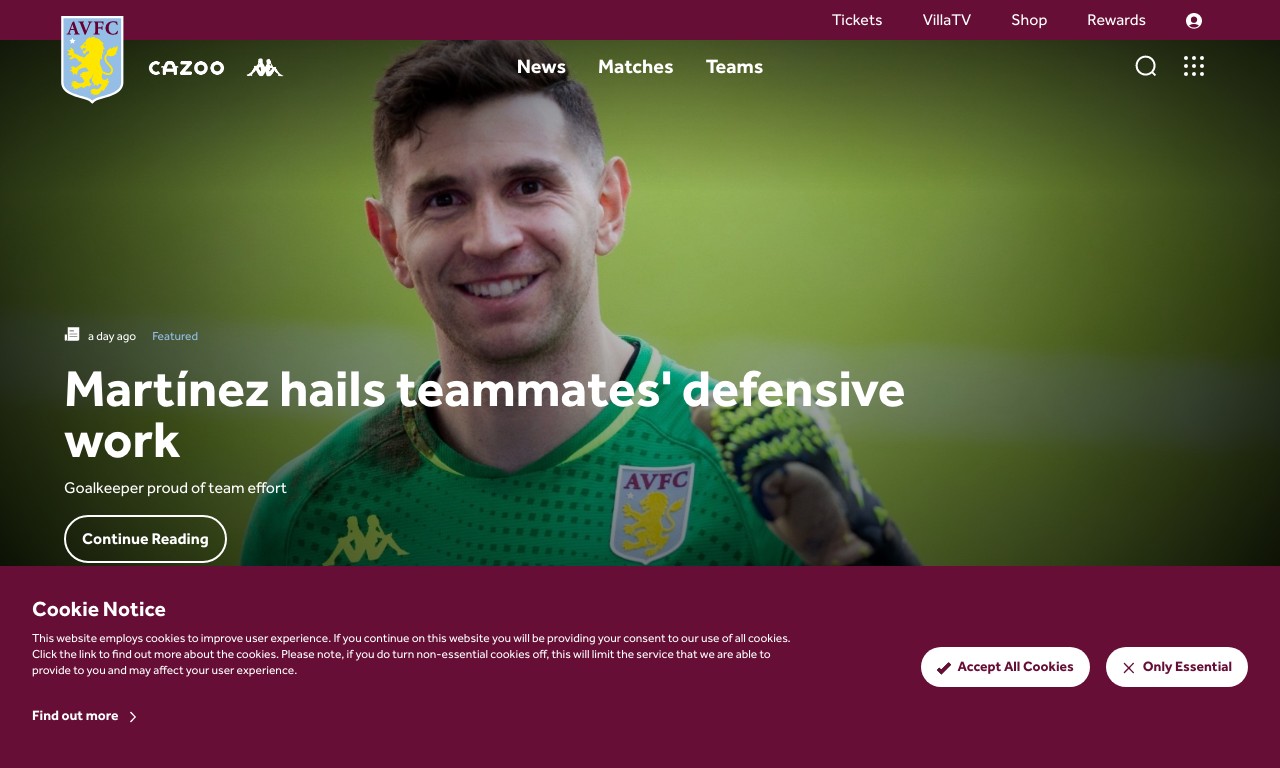 Tickets VillaTV Shop Rewards
AVFC
CAZOO
News Matches Teams
a day ago Featured
Martínez hails teammates' defensive
work
Goalkeeper proud of team effort
AVFC
Continue Reading
Cookie Notice
This website employs cookies to improve user experience. If you continue on this website you will be providing your consent to our use of all cookies.
Click the link to find out more about the cookies. Please note, if you do turn non-essential cookies off, this will limit the service that we are able to
provide to you and may affect your user experience.
Accept All Cookies Only Essential
Find out more